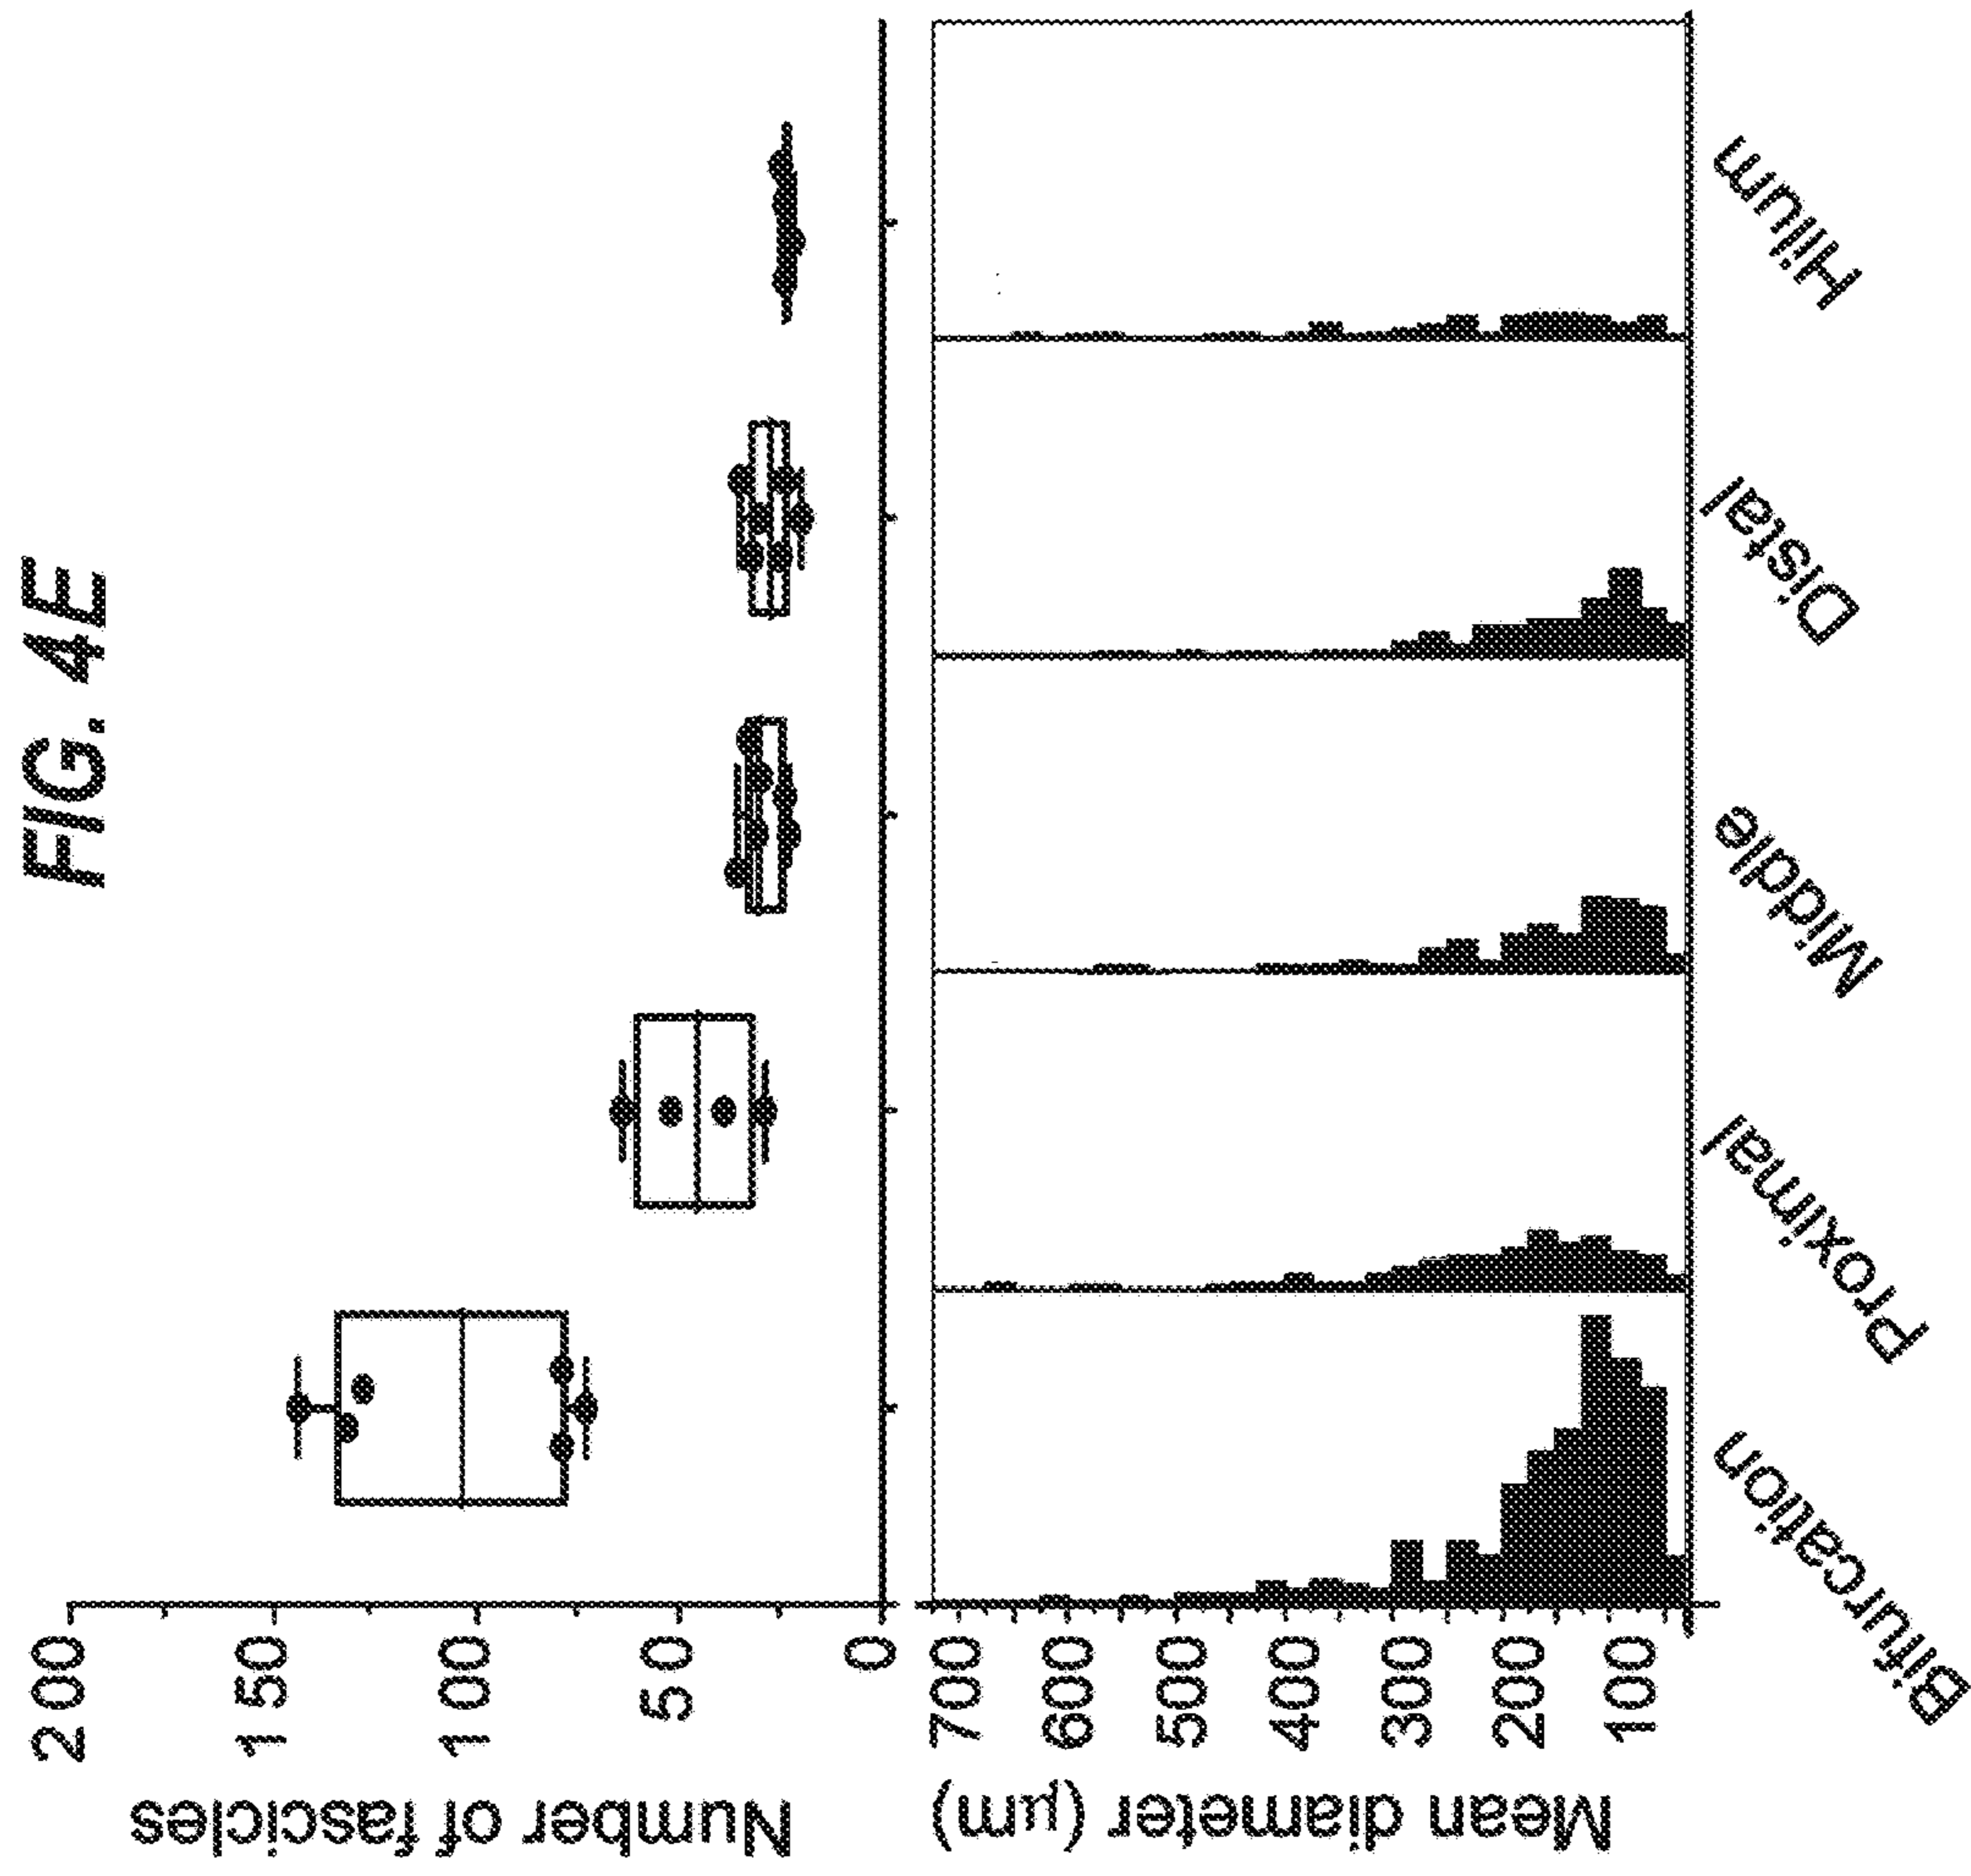 FIG. 4E
Number of fascicles
200
150
100
50
0
Mean diameter (µm)
700
600
500
400
300
200
100
Bifurcation
Proximal
Middle
Distal
Hilum